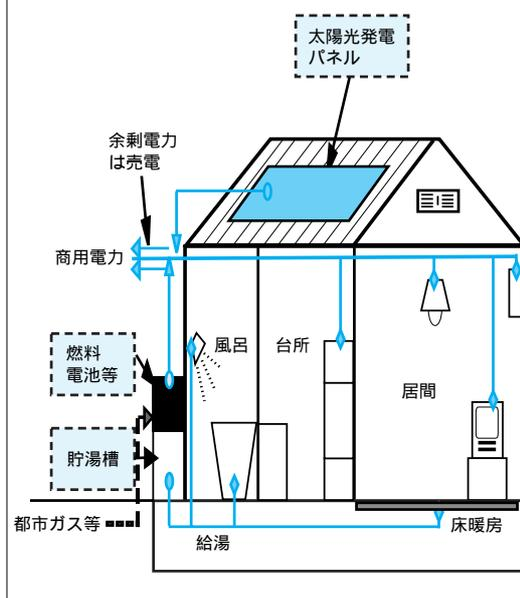 太陽光発電
パネル
余剰電力
は売電
商用電力
燃料
電池等
風呂
台所
居間
貯湯槽
都市ガス等
給湯
床暖房